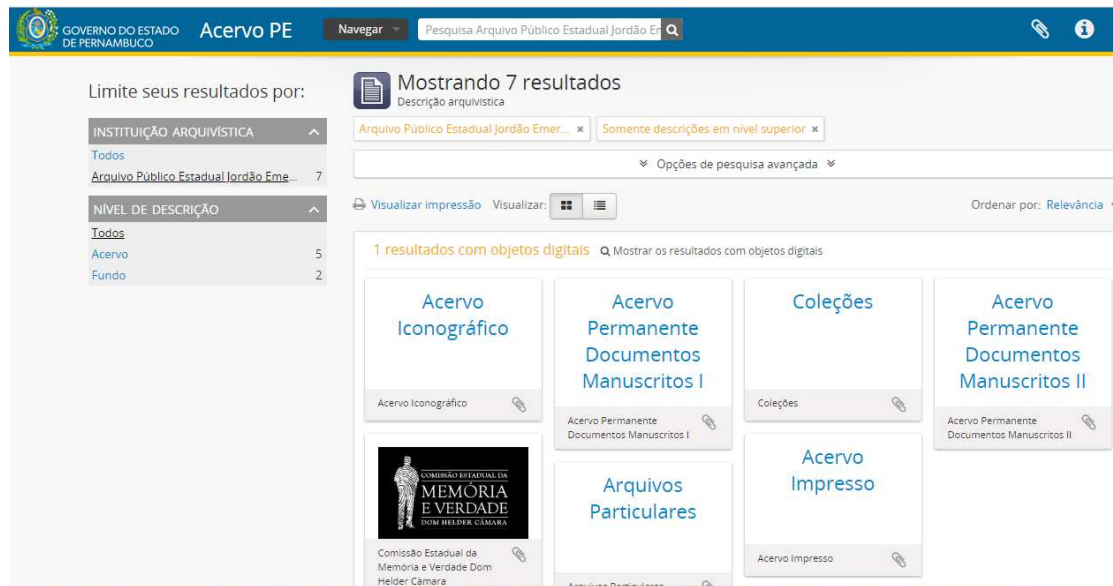 GOVERNO DO ESTADO
DE PERNAMBUCO
Acervo PE
Navegar
Pesquisa Arquivo Público Estadual Jordão Er
Limite seus resultados por:
INSTITUIÇÃO ARQUIVÍSTICA
Todos
Arquivo Público Estadual Jordão Eme... 7
NÍVEL DE DESCRIÇÃO
Todos
Acervo 5
Fundo 2
Mostrando 7 resultados
Descrição arquivística
Arquivo Público Estadual Jordão Emer... ×
Somente descrições em nível superior ×
Opções de pesquisa avançada
Visualizar impressão Visualizar:
Ordenar por: Relevância
1 resultados com objetos digitais Mostrar os resultados com objetos digitais
Acervo
Iconográfico
Acervo Iconográfico
Acervo
Permanente
Documentos
Manuscritos I
Acervo Permanente
Documentos Manuscritos I
Coleções
Coleções
Acervo
Permanente
Documentos
Manuscritos II
Acervo Permanente
Documentos Manuscritos II
COMISSÃO ESTADUAL DA
MEMÓRIA
E VERDADE
DOM HELDER CÂMARA
Comissão Estadual da
Memória e Verdade Dom
Helder Câmara
Arquivos
Particulares
Arquivos Particulares
Acervo
Impresso
Acervo Impresso